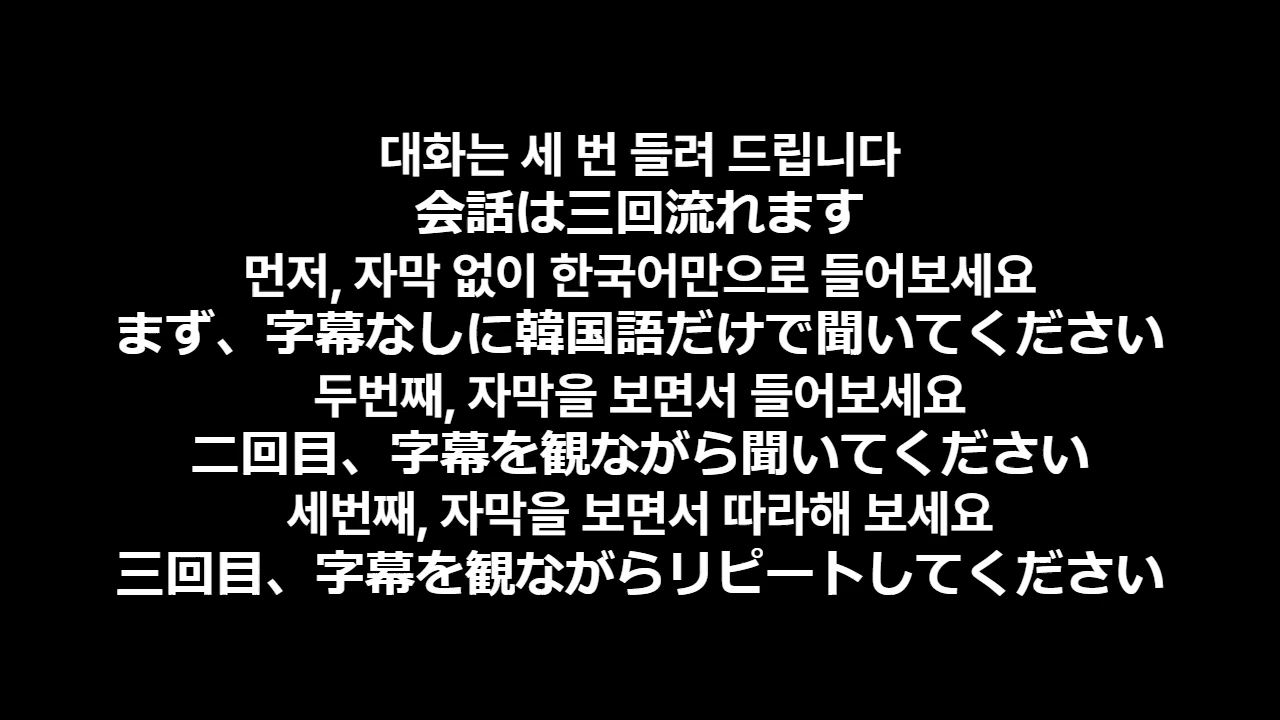 대화는 세 번 들려 드립니다
会話は三回流れます
먼저, 자막 없이 한국어만으로 들어보세요
まず、字幕なしに韓国語だけで聞いてください
두번째, 자막을 보면서 들어보세요
二回目、字幕を観ながら聞いてください
세번째, 자막을 보면서 따라해 보세요
三回目、字幕を観ながらリピートしてください